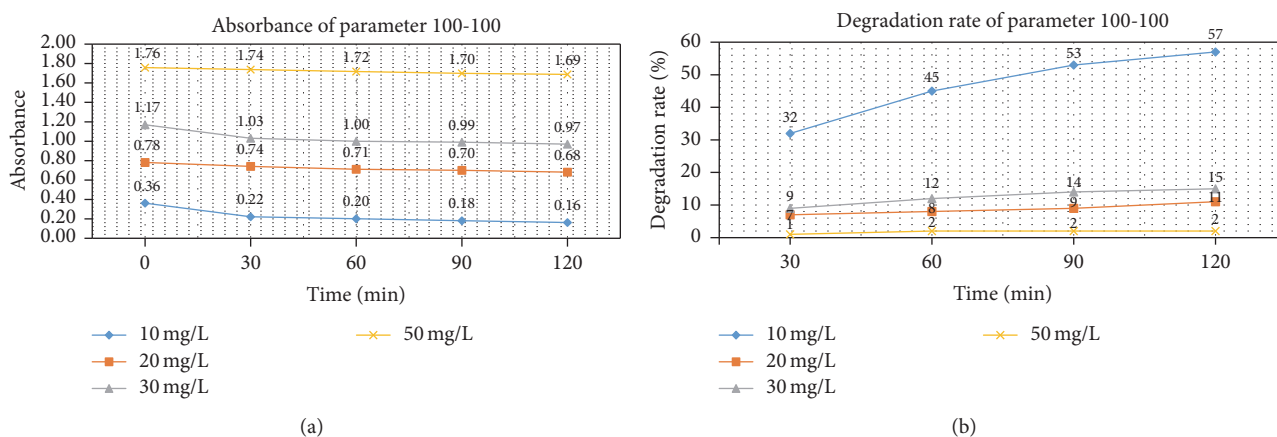 Absorbance of parameter 100-100
Absorbance
2.00
1.80
1.60
1.40
1.20
1.00
0.80
0.60
0.40
0.20
0.00
1.76 1.74 1.72 1.70 1.69
1.17 1.03 1.00 0.99 0.97
0.78 0.74 0.71 0.70 0.68
0.36 0.22 0.20 0.18 0.16
0 30 60 90 120
Time (min)
10 mg/L 50 mg/L
20 mg/L
30 mg/L
(a)
Degradation rate of parameter 100-100
Degradation rate (%)
60
50
40
30
20
10
0
32 45 53 57
9 12 14 15
7 8 9 11
1 2 2 2
30 60 90 120
Time (min)
10 mg/L 50 mg/L
20 mg/L
30 mg/L
(b)